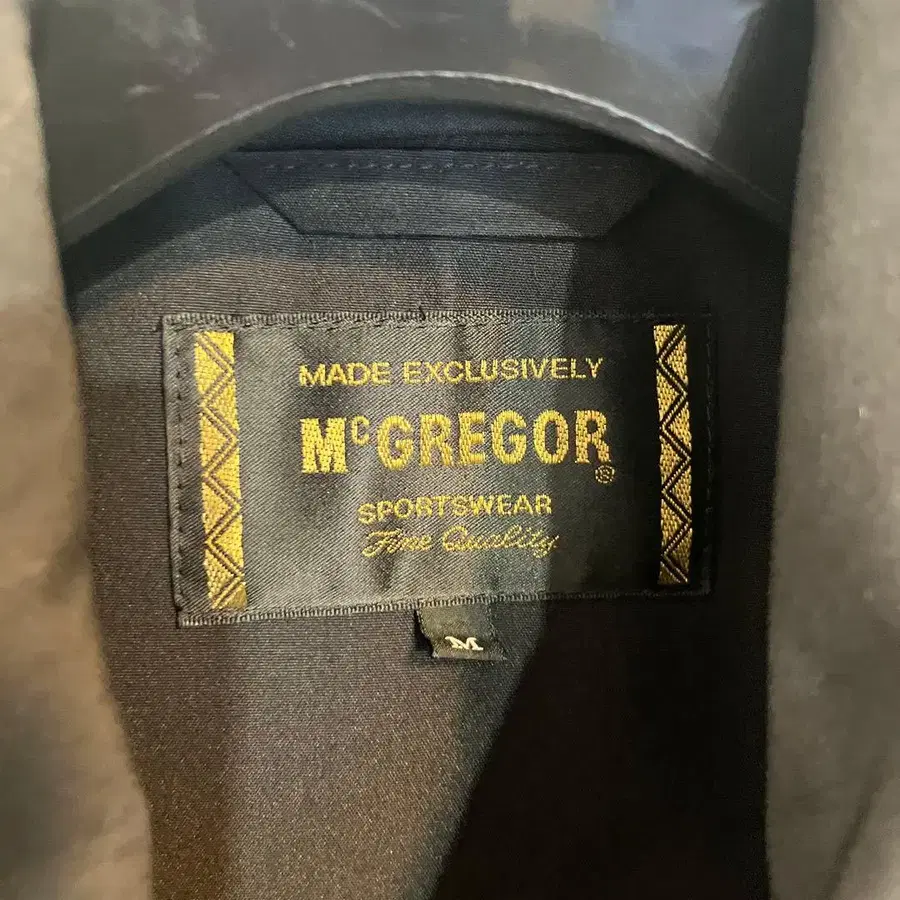 MADE EXCLUSIVELY
McGREGOR®
SPORTSWEAR
Fine Quality
M